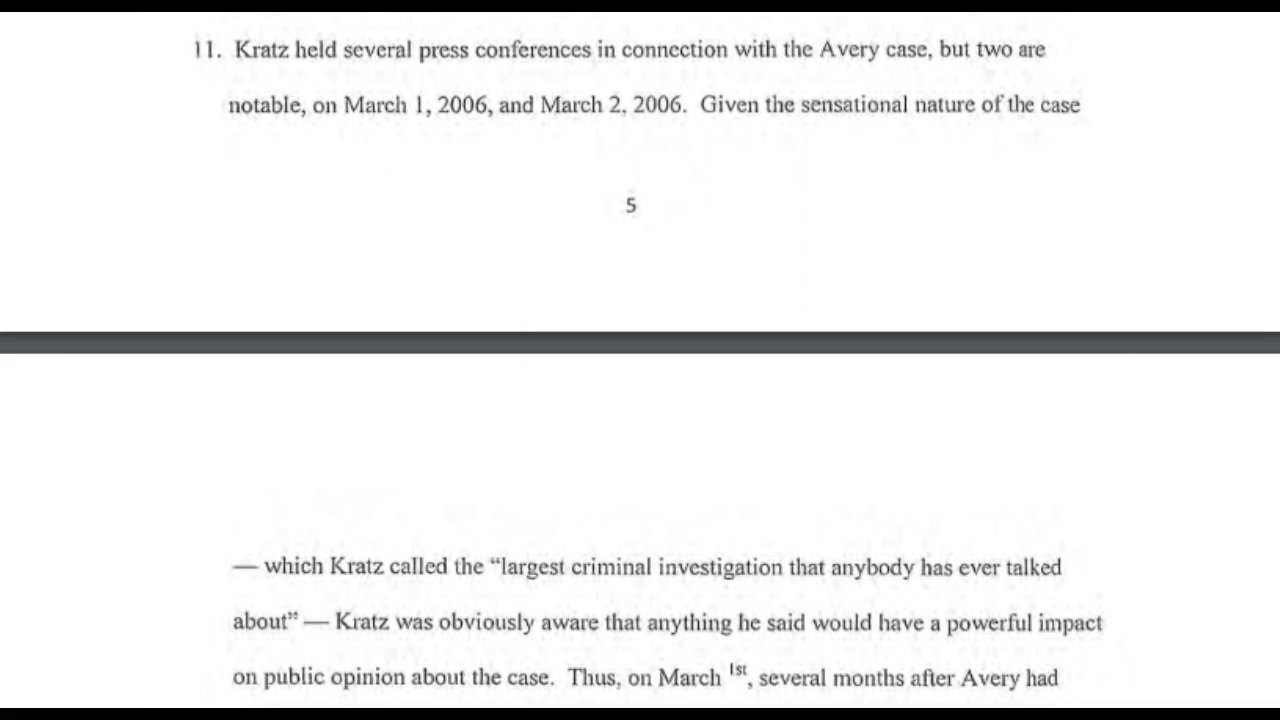 11. Kratz held several press conferences in connection with the Avery case, but two are
notable, on March 1, 2006, and March 2, 2006. Given the sensational nature of the case
5
— which Kratz called the “largest criminal investigation that anybody has ever talked
about” — Kratz was obviously aware that anything he said would have a powerful impact
on public opinion about the case. Thus, on March 1st, several months after Avery had